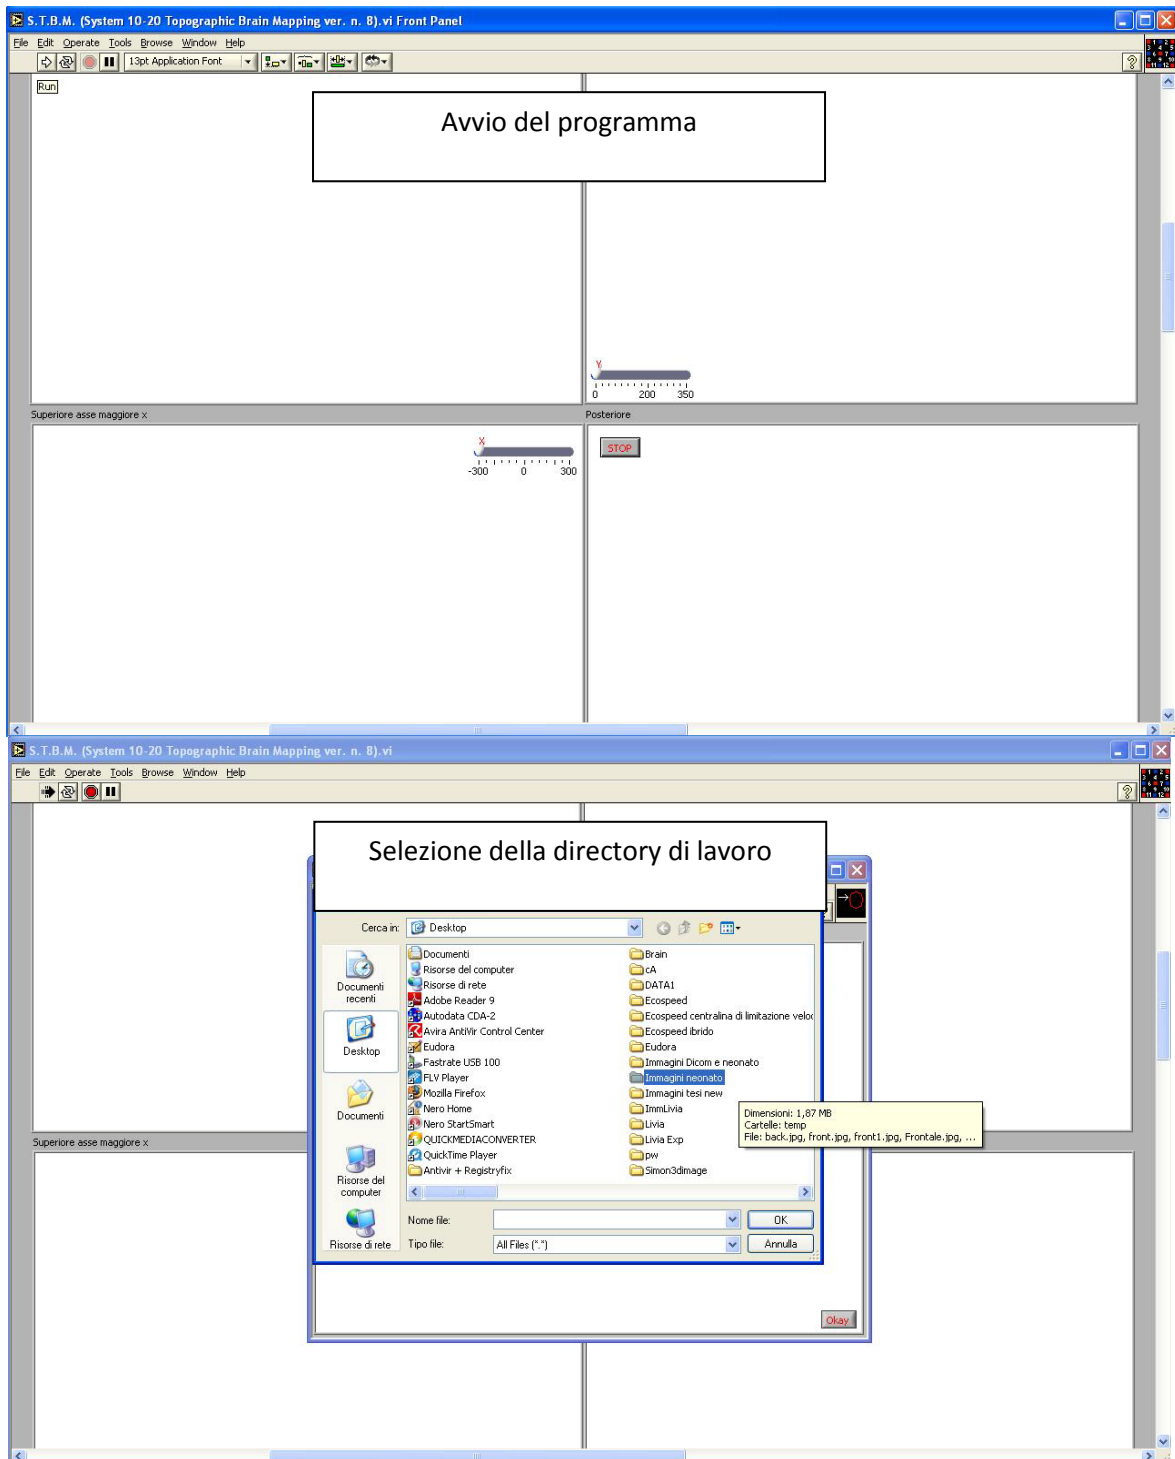 S.T.B.M. (System 10-20 Topographic Brain Mapping ver. n. 8).vi Front Panel
File Edit Operate Tools Browse Window Help
13pt Application Font
Run
Avvio del programma
Y
0 200 350
Superiore asse maggiore x
Posteriore
X
-300 0 300
STOP
S.T.B.M. (System 10-20 Topographic Brain Mapping ver. n. 8).vi
File Edit Operate Tools Browse Window Help
Selezione della directory di lavoro
Cerca in: Desktop
Documenti recenti
Desktop
Documenti
Risorse del computer
Risorse di rete
Documenti
Risorse del computer
Risorse di rete
Adobe Reader 9
Autodata CDA-2
Avira AntiVir Control Center
Eudora
Fastrate USB 100
FLV Player
Mozilla Firefox
Nero Home
Nero StartSmart
QUICKMEDIACONVERTER
QuickTime Player
Antivir + Registryfix
Brain
cA
DATA1
Ecospeed
Ecospeed centralina di limitazione veloc
Ecospeed ibrido
Eudora
Immagini Dicom e neonato
Immagini neonato
Immagini tesi new
ImmLivia
Livia
Livia Exp
pw
Simon3dimage
Dimensioni: 1,87 MB
Cartelle: temp
File: back.jpg, front.jpg, front1.jpg, Frontale.jpg, ...
Nome file:
OK
Tipo file: All Files (*.*)
Annulla
Superiore asse maggiore x
Okay